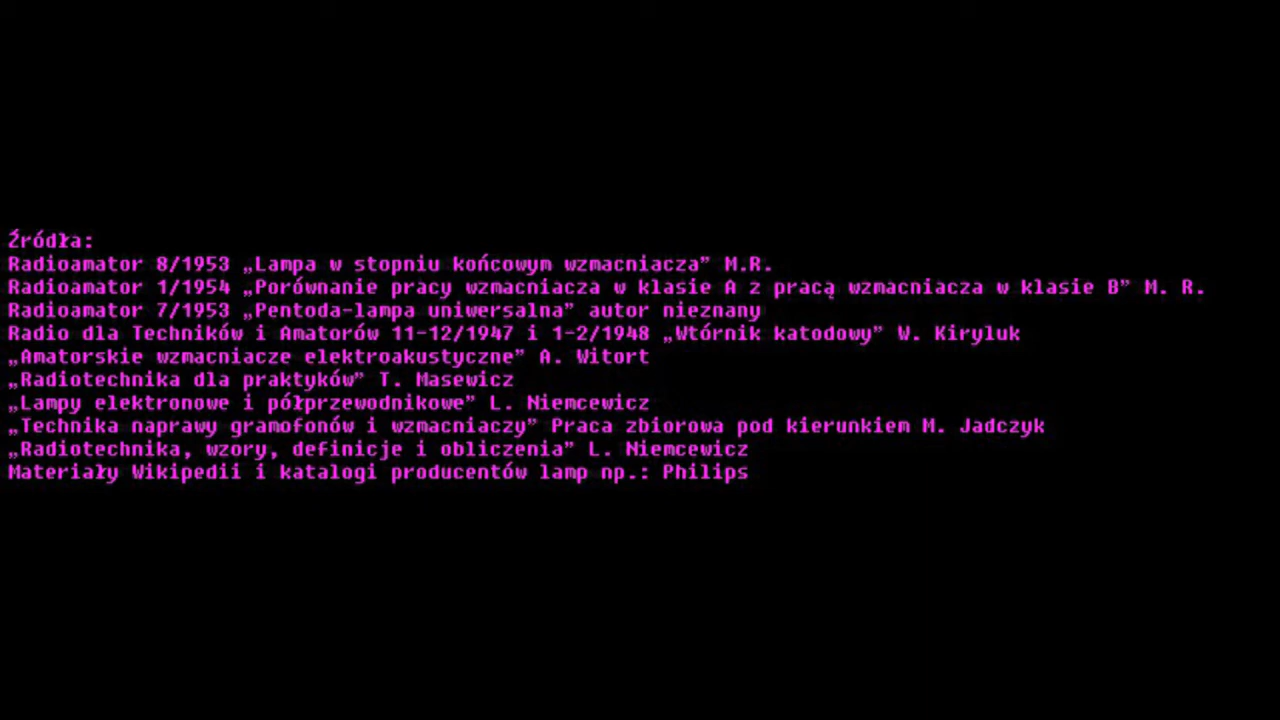 Źródła:
Radioamator 8/1953 „Lampa w stopniu końcowym wzmacniacza” M.R.
Radioamator 1/1954 „Porównanie pracy wzmacniacza w klasie A z pracą wzmacniacza w klasie B” M. R.
Radioamator 7/1953 „Pentoda-lampa uniwersalna” autor nieznany
Radio dla Techników i Amatorów 11-12/1947 i 1-2/1948 „Wtórnik katodowy” W. Kiryluk
„Amatorskie wzmacniacze elektroakustyczne” A. Witort
„Radiotechnika dla praktyków” T. Masewicz
„Lampy elektronowe i półprzewodnikowe” L. Niemcewicz
„Technika naprawy gramofonów i wzmacniaczy” Praca zbiorowa pod kierunkiem M. Jadczyk
„Radiotechnika, wzory, definicje i obliczenia” L. Niemcewicz
Materiały Wikipedii i katalogi producentów lamp np.: Philips